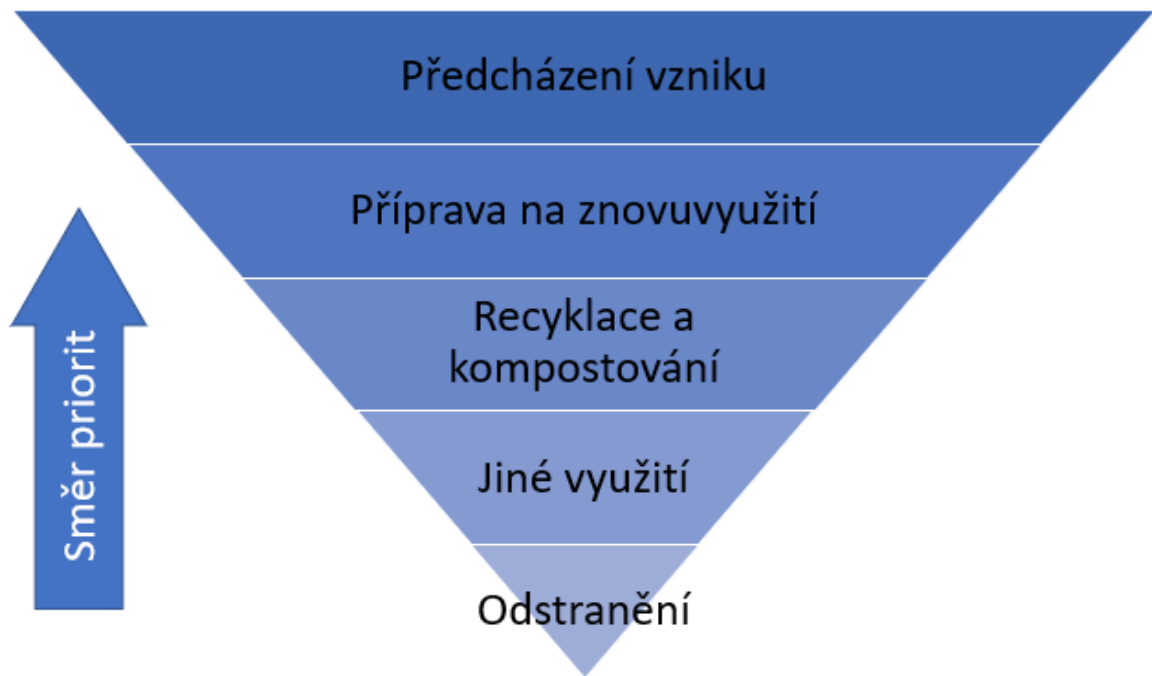 Předcházení vzniku
Příprava na znovuvyužití
Recyklace a
kompostování
Jiné využití
Odstranění
Směr priorit